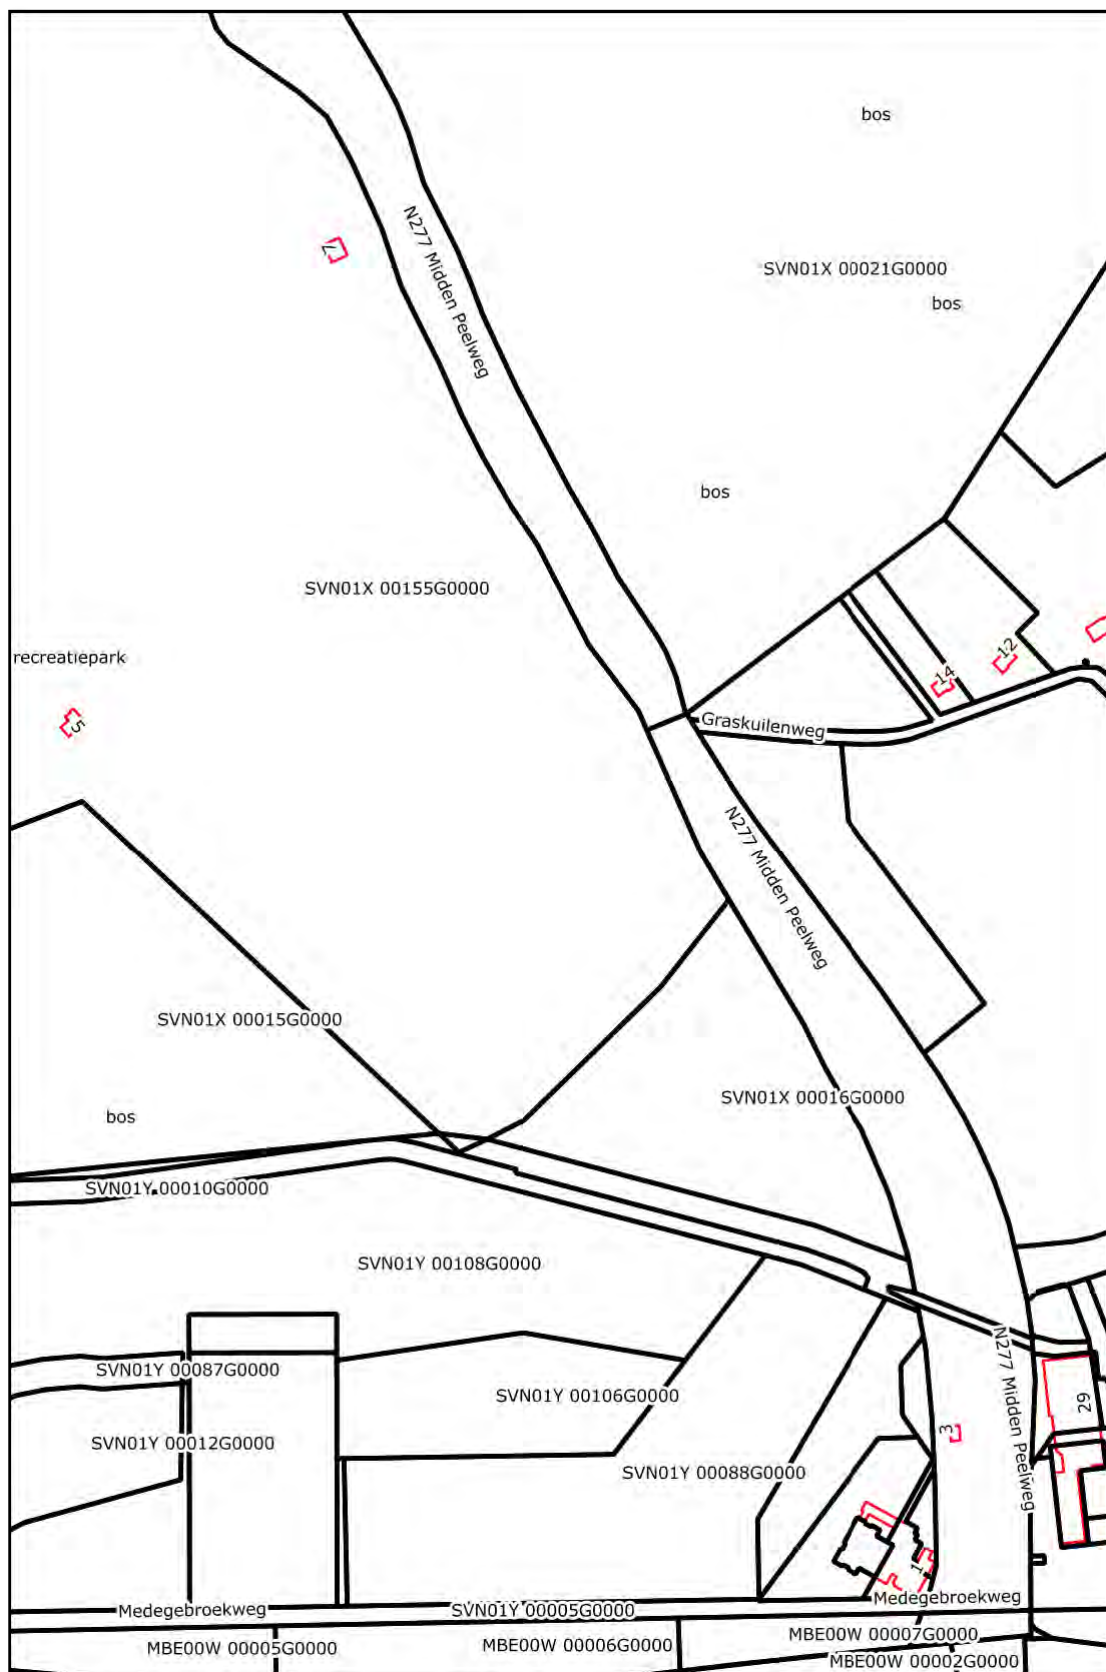 bos
N277 Midden Peelweg
7
SVN01X 00021G0000
bos
bos
SVN01X 00155G0000
recreatiepark
12
14
5
Graskuilenweg
N277 Midden Peelweg
SVN01X 00015G0000
SVN01X 00016G0000
bos
SVN01Y 00010G0000
SVN01Y 00108G0000
N277 Midden Peelweg
SVN01Y 00087G0000
SVN01Y 00106G0000
29
3
SVN01Y 00012G0000
SVN01Y 00088G0000
1
Medegebroekweg
SVN01Y 00005G0000
Medegebroekweg
MBE00W 00005G0000
MBE00W 00006G0000
MBE00W 00007G0000
MBE00W 00002G0000